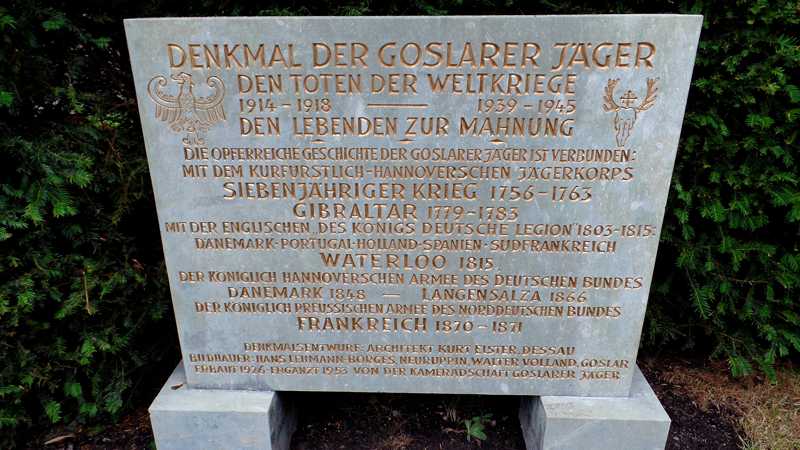 DENKMAL DER GOSLARER JÄGER
DEN TOTEN DER WELTKRIEGE
1914-1918 — 1939-1945
DEN LEBENDEN ZUR MAHNUNG
DIE OPFERREICHE GESCHICHTE DER GOSLARER JÄGER IST VERBUNDEN:
MIT DEM KURFÜRSTLICH-HANNOVERSCHEN JÄGERKORPS
SIEBENJÄHRIGER KRIEG 1756-1763
GIBRALTAR 1779-1783
MIT DER ENGLISCHEN, DES KÖNIGS DEUTSCHE LEGION 1803-1815:
DÄNEMARK·PORTUGAL·HOLLAND·SPANIEN·SÜDFRANKREICH
WATERLOO 1815
DER KÖNIGLICH HANNOVERSCHEN ARMEE DES DEUTSCHEN BUNDES
DÄNEMARK 1848 — LANGENSALZA 1866
DER KÖNIGLICH PREUSSISCHEN ARMEE DES NORDDEUTSCHEN BUNDES
FRANKREICH 1870-1871
DENKMALSENTWURF: ARCHITEKT KURT ELSTER, DESSAU
BILDHAUER: HANS LEHMANN-BORGES, NEURUPPIN, WALTER VOLLAND, GOSLAR
ERBAUT 1926·ERGÄNZT 1953 VON DER KAMERADSCHAFT GOSLARER JÄGER